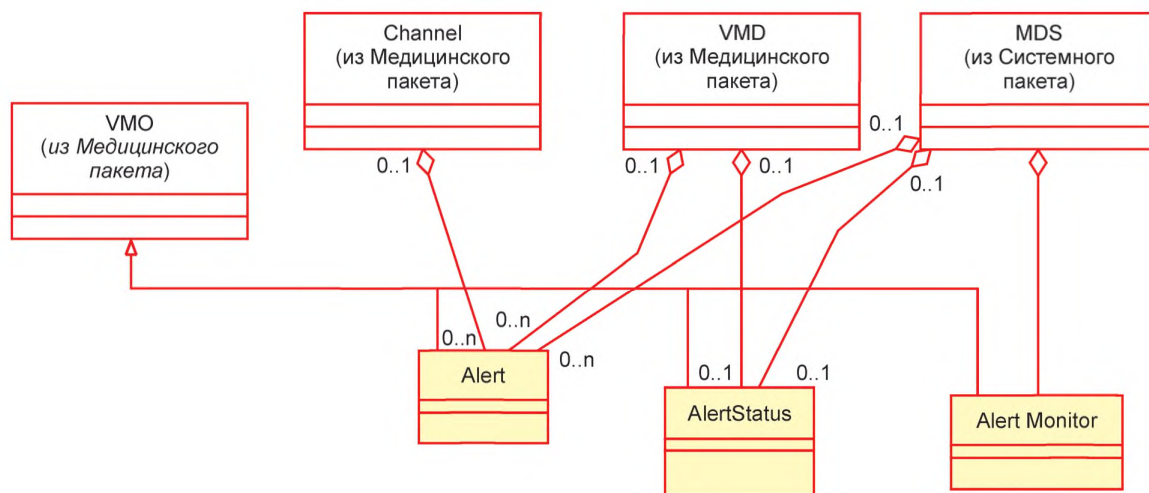 Channel
(из Медицинского
пакета)
VMD
(из Медицинского
пакета)
MDS
(из Системного
пакета)
VMO
(из Медицинского
пакета)
0..1
0..1
0..1
0..1
0..1
0..n
0..n
0..n
0..1
0..1
Alert
AlertStatus
Alert Monitor